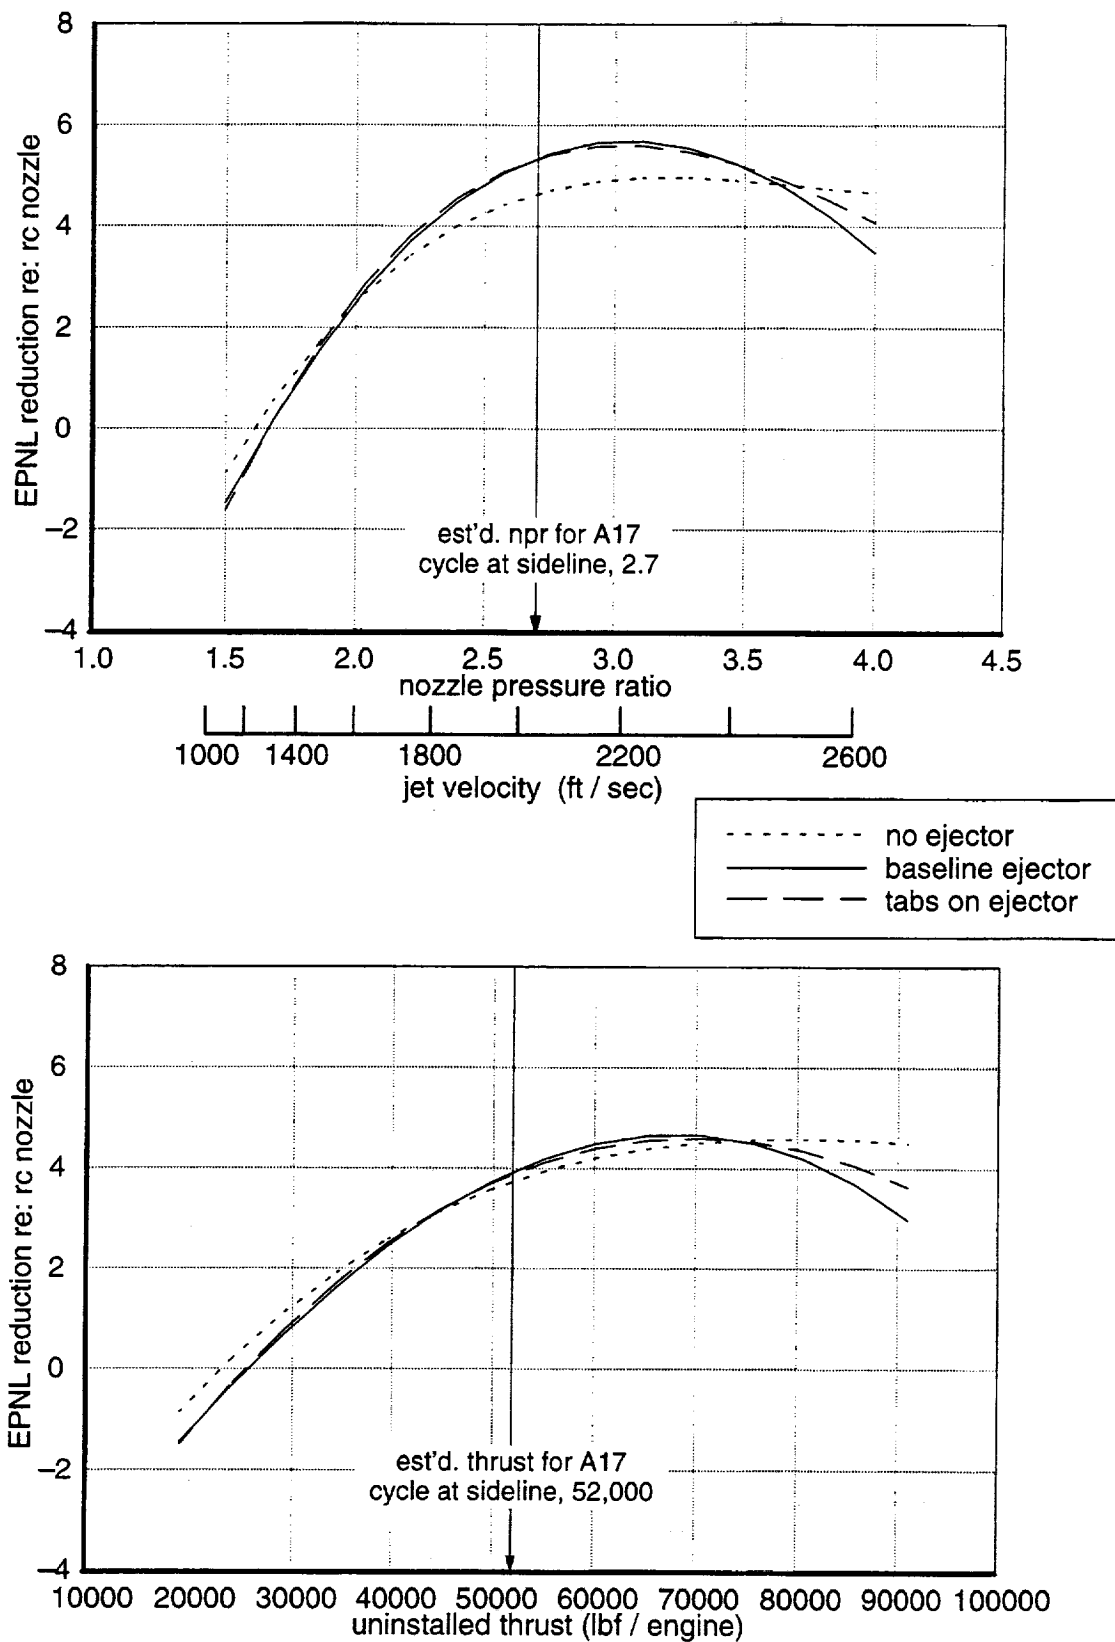 8
6
4
2
0
−2
−4
EPNL reduction re: rc nozzle
est'd. npr for A17
cycle at sideline, 2.7
1.0 1.5 2.0 2.5 3.0 3.5 4.0 4.5
nozzle pressure ratio
1000 1400 1800 2200 2600
jet velocity (ft / sec)
no ejector
baseline ejector
tabs on ejector
8
6
4
2
0
−2
−4
EPNL reduction re: rc nozzle
est'd. thrust for A17
cycle at sideline, 52,000
10000 20000 30000 40000 50000 60000 70000 80000 90000 100000
uninstalled thrust (lbf / engine)